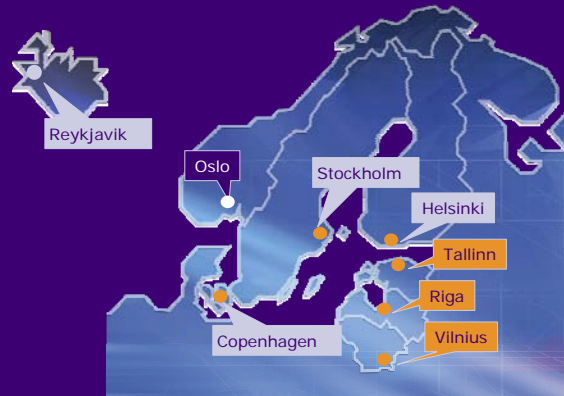 Reykjavik
Oslo
Stockholm
Helsinki
Tallinn
Riga
Copenhagen
Vilnius